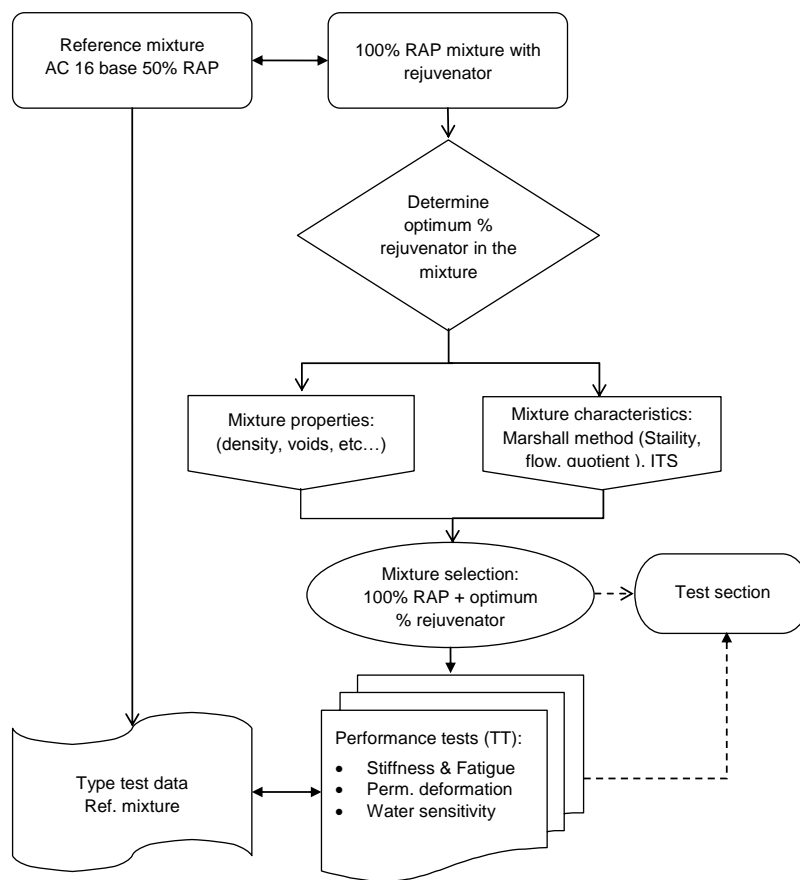 Reference mixture
AC 16 base 50% RAP
100% RAP mixture with
rejuvenator
Determine
optimum %
rejuvenator in the
mixture
Mixture properties:
(density, voids, etc…)
Mixture characteristics:
Marshall method (Staility,
flow, quotient ), ITS
Mixture selection:
100% RAP + optimum
% rejuvenator
Test section
Performance tests (TT):
• Stiffness & Fatigue
• Perm. deformation
• Water sensitivity
Type test data
Ref. mixture